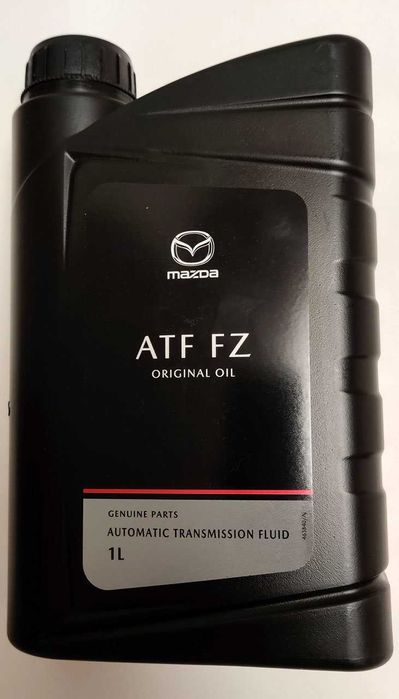 mazda
ATF FZ
ORIGINAL OIL
GENUINE PARTS
AUTOMATIC TRANSMISSION FLUID
1L